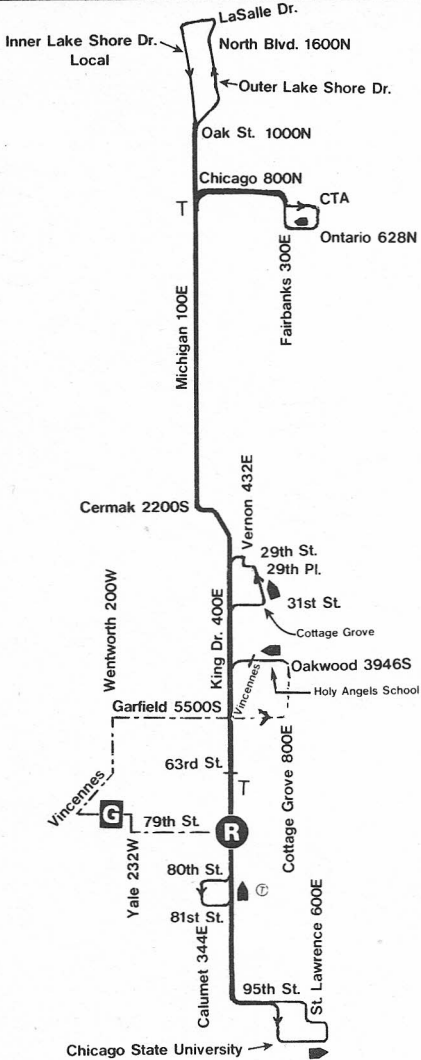 LaSalle Dr.
Inner Lake Shore Dr.
Local
North Blvd. 1600N
Outer Lake Shore Dr.
Oak St. 1000N
Chicago 800N
T
CTA
Ontario 628N
Fairbanks 300E
Michigan 100E
Cermak 2200S
Vernon 432E
29th St.
29th Pl.
31st St.
Cottage Grove
Wentworth 200W
King Dr. 400E
Oakwood 3946S
Vincennes
Holy Angels School
Garfield 5500S
63rd St.
T
Cottage Grove 800E
Vincennes
G
79th St.
R
Yale 232W
80th St.
T
81st St.
Calumet 344E
St. Lawrence 600E
95th St.
Chicago State University